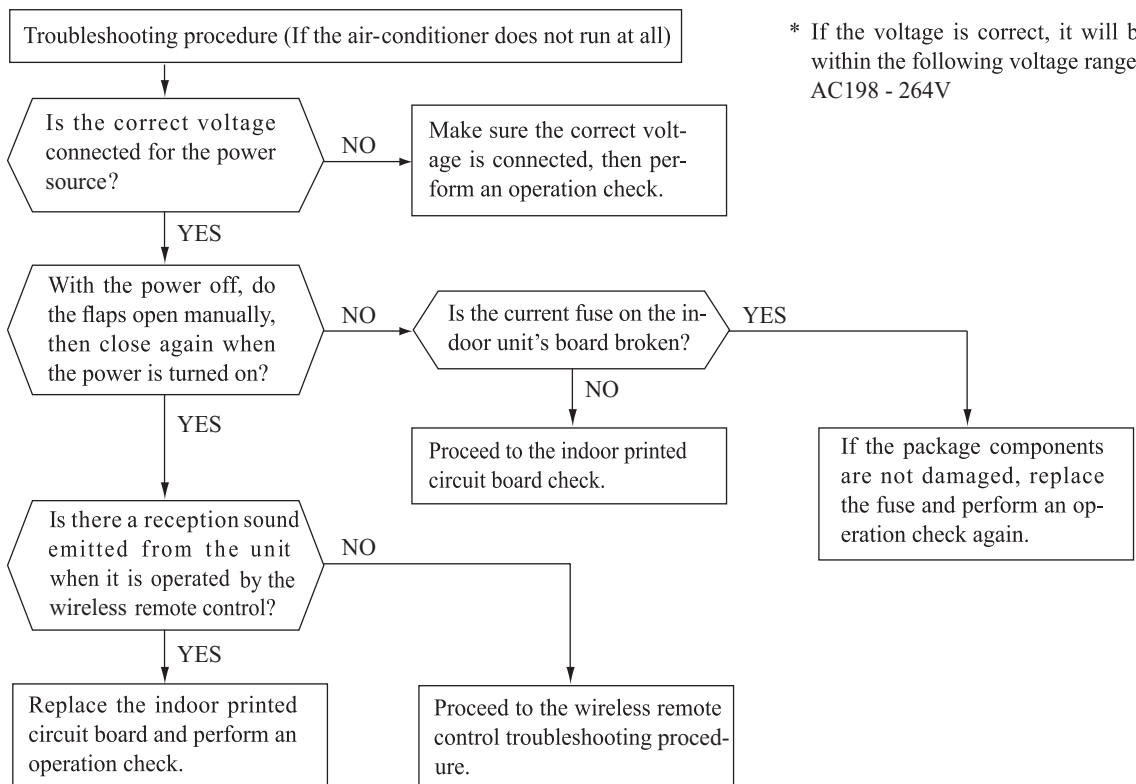 Troubleshooting procedure (If the air-conditioner does not run at all)
* If the voltage is correct, it will b
within the following voltage range
AC198 - 264V
Is the correct voltage
connected for the power
source?
NO
Make sure the correct volt-
age is connected, then per-
form an operation check.
YES
With the power off, do
the flaps open manually,
then close again when
the power is turned on?
NO
Is the current fuse on the in-
door unit's board broken?
YES
NO
YES
Proceed to the indoor printed
circuit board check.
If the package components
are not damaged, replace
the fuse and perform an op-
eration check again.
Is there a reception sound
emitted from the unit
when it is operated by the
wireless remote control?
NO
YES
Replace the indoor printed
circuit board and perform an
operation check.
Proceed to the wireless remote
control troubleshooting proced-
ure.